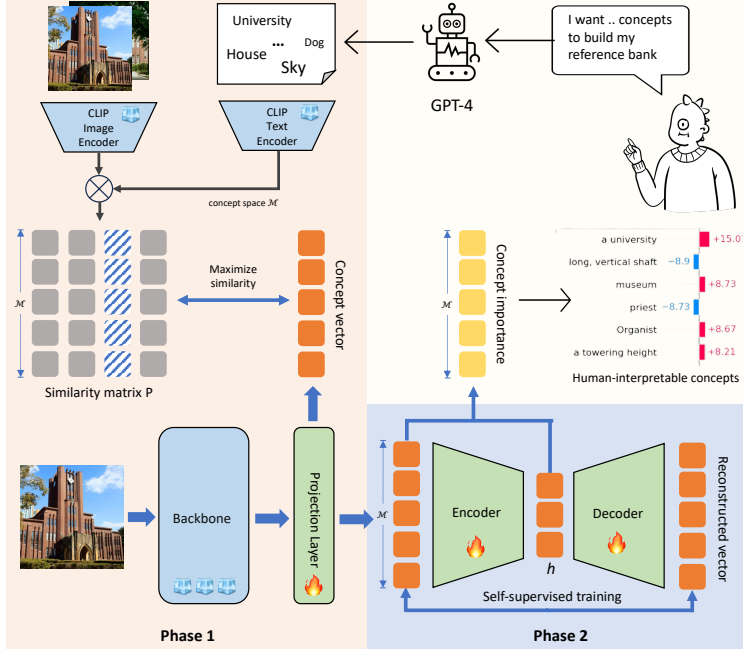 University
...
Dog
House
Sky
GPT-4
I want .. concepts
to build my
reference bank
CLIP
Image
Encoder
CLIP
Text
Encoder
concept space ℳ
ℳ
Maximize
similarity
Concept vector
Similarity matrix P
ℳ
Concept importance
a university
+15.07
long, vertical shaft
−8.9
museum
+8.73
priest
−8.73
Organist
+8.67
a towering height
+8.21
Human-interpretable concepts
Backbone
Projection Layer
ℳ
Encoder
h
Decoder
Reconstructed vector
Self-supervised training
Phase 1
Phase 2